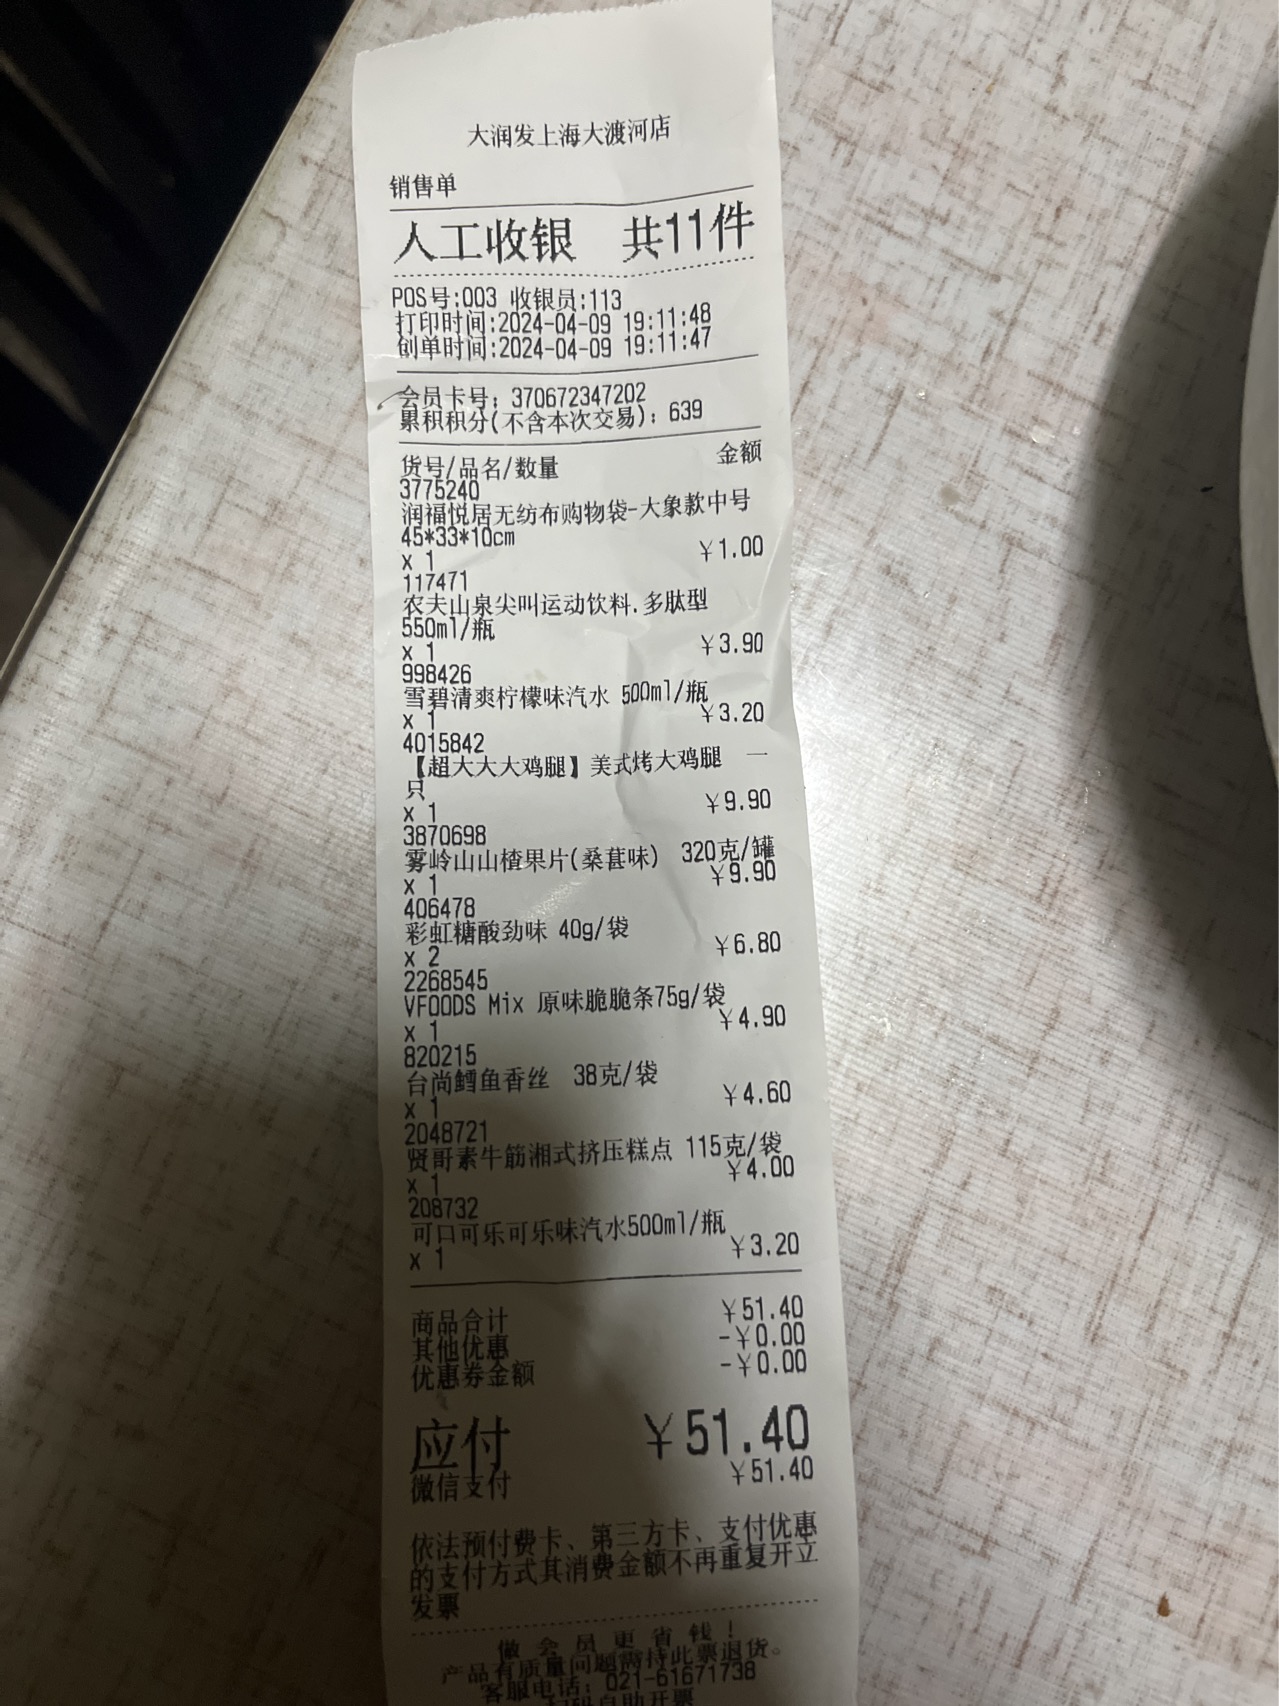 大润发上海大渡河店
销售单
人工收银 共11件
POS号:003 收银员:113
打印时间:2024-04-09 19:11:48
创单时间:2024-04-09 19:11:47
会员卡号: 370672347202
累积积分(不含本次交易): 639
货号/品名/数量 金额
3775240
润福悦居无纺布购物袋-大象款中号
45*33*10cm
x 1 ¥1.00
117471
农夫山泉尖叫运动饮料.多肽型
550ml/瓶
x 1 ¥3.90
998426
雪碧清爽柠檬味汽水 500ml/瓶
x 1 ¥3.20
4015842
【超大大大鸡腿】美式烤大鸡腿 一
只
x 1 ¥9.90
3870698
雾岭山山楂果片(桑葚味) 320克/罐
x 1 ¥9.90
406478
彩虹糖酸劲味 40g/袋
x 2 ¥6.80
2268545
VFOODS Mix 原味脆脆条75g/袋
x 1 ¥4.90
820215
台尚鳕鱼香丝 38克/袋
x 1 ¥4.60
2048721
贤哥素牛筋湘式挤压糕点 115克/袋
x 1 ¥4.00
208732
可口可乐可乐味汽水500ml/瓶
x 1 ¥3.20
商品合计 ¥51.40
其他优惠 -¥0.00
优惠券金额 -¥0.00
应付 ¥51.40
微信支付 ¥51.40
依法预付费卡、第三方卡、支付优惠
的支付方式其消费金额不再重复开立
发票
做会员更省钱!
产品有质量问题需持此票退货。
客服电话: 021-61671738
扫码自助开票